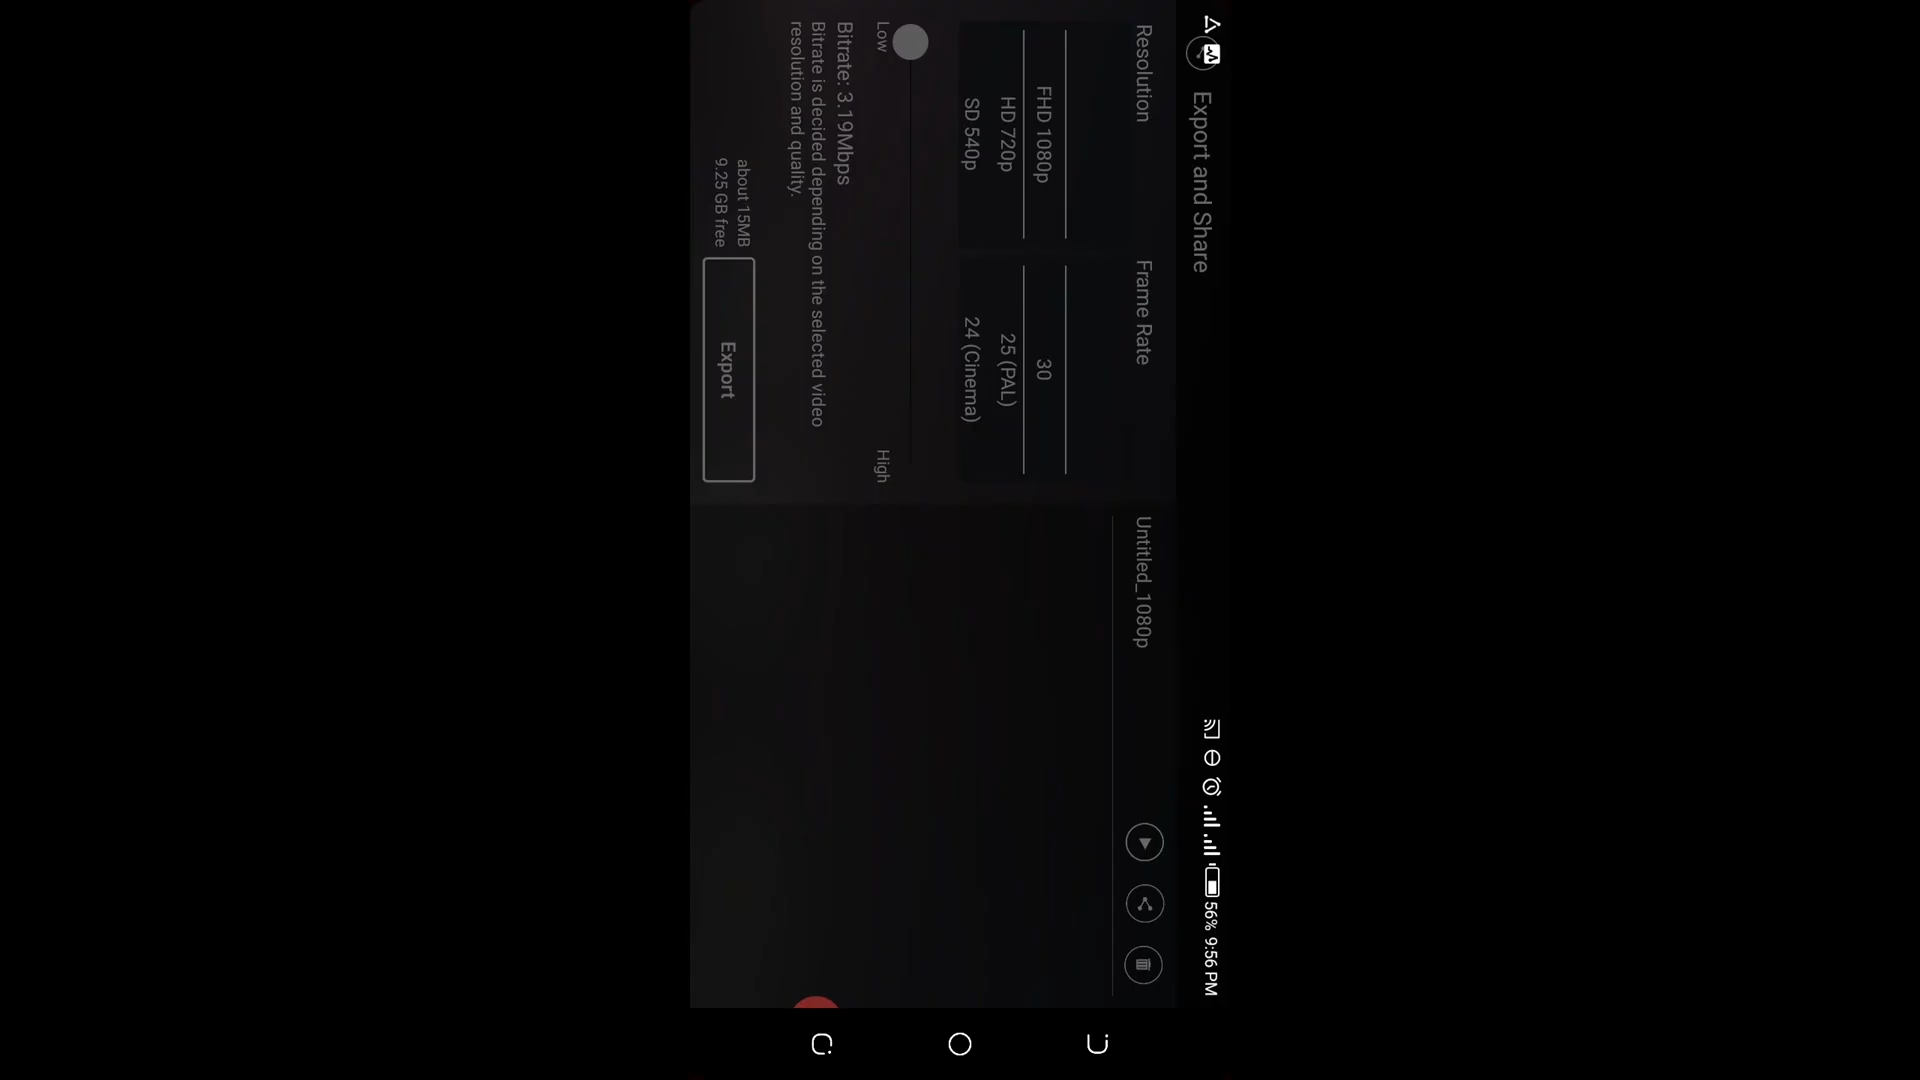 56% 9:56 PM
Export and Share
Resolution
Frame Rate
FHD 1080p
HD 720p
SD 540p
30
25 (PAL)
24 (Cinema)
Low
High
Bitrate: 3.19Mbps
Bitrate is decided depending on the selected video
resolution and quality.
about 15MB
9.25 GB free
Export
Untitled_1080p